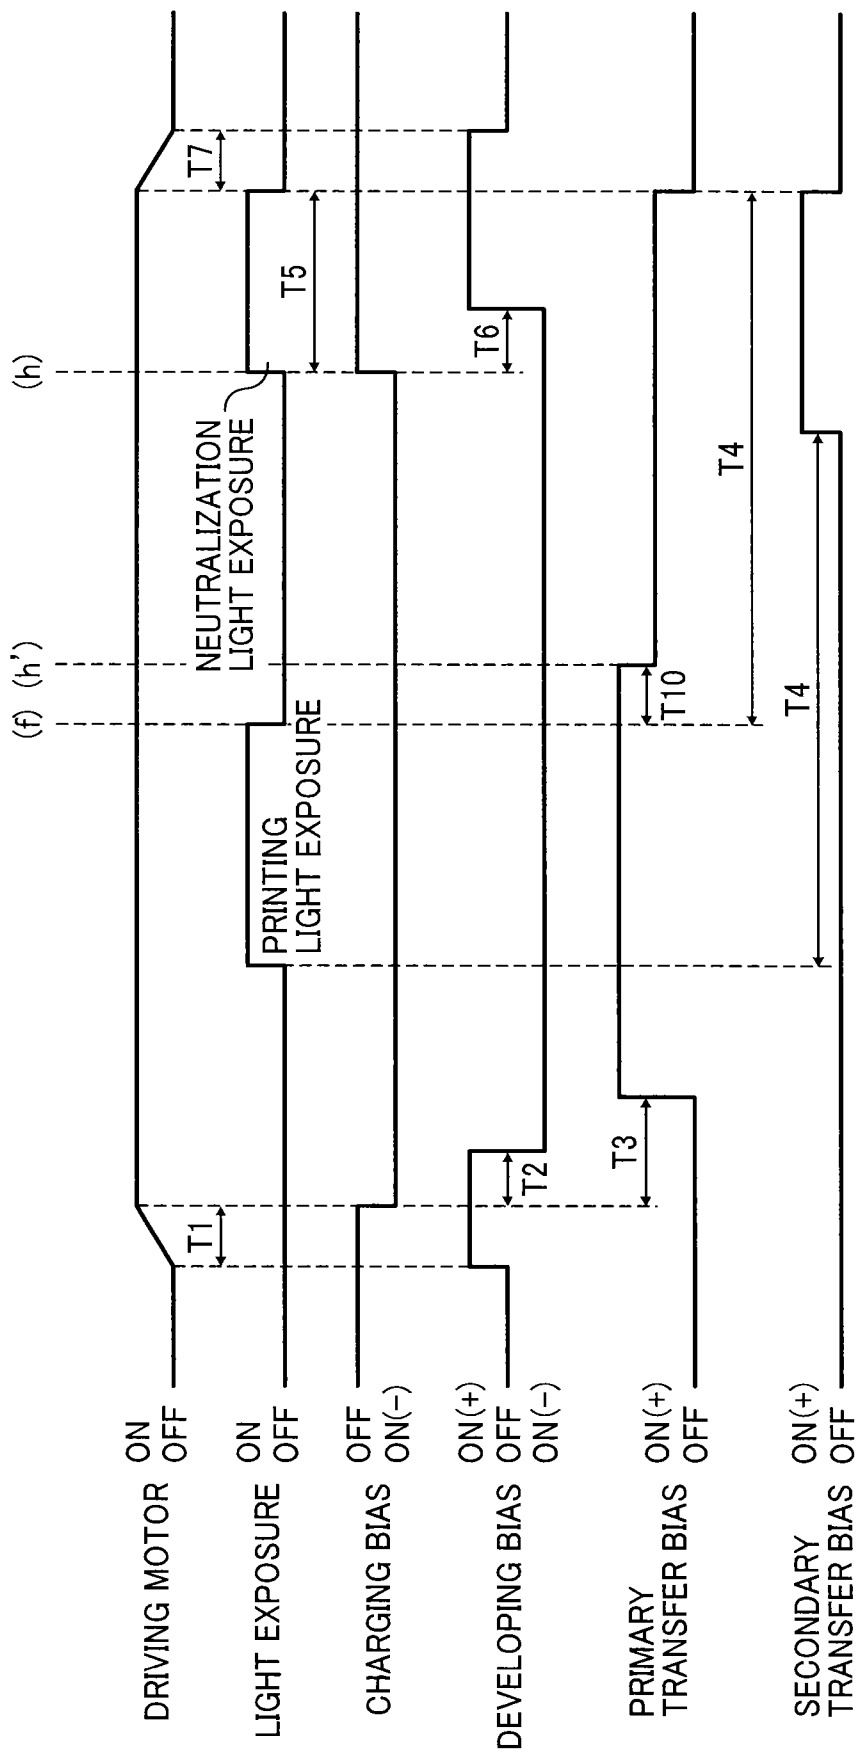 (f) (h') (h)
DRIVING MOTOR
ON
OFF
T1
T7
LIGHT EXPOSURE
ON
OFF
PRINTING
LIGHT EXPOSURE
NEUTRALIZATION
LIGHT EXPOSURE
T5
CHARGING BIAS
OFF
ON(-)
DEVELOPING BIAS
ON(+)
OFF
ON(-)
T2
T6
PRIMARY
TRANSFER BIAS
ON(+)
OFF
T3
T10
T4
SECONDARY
TRANSFER BIAS
ON(+)
OFF
T4